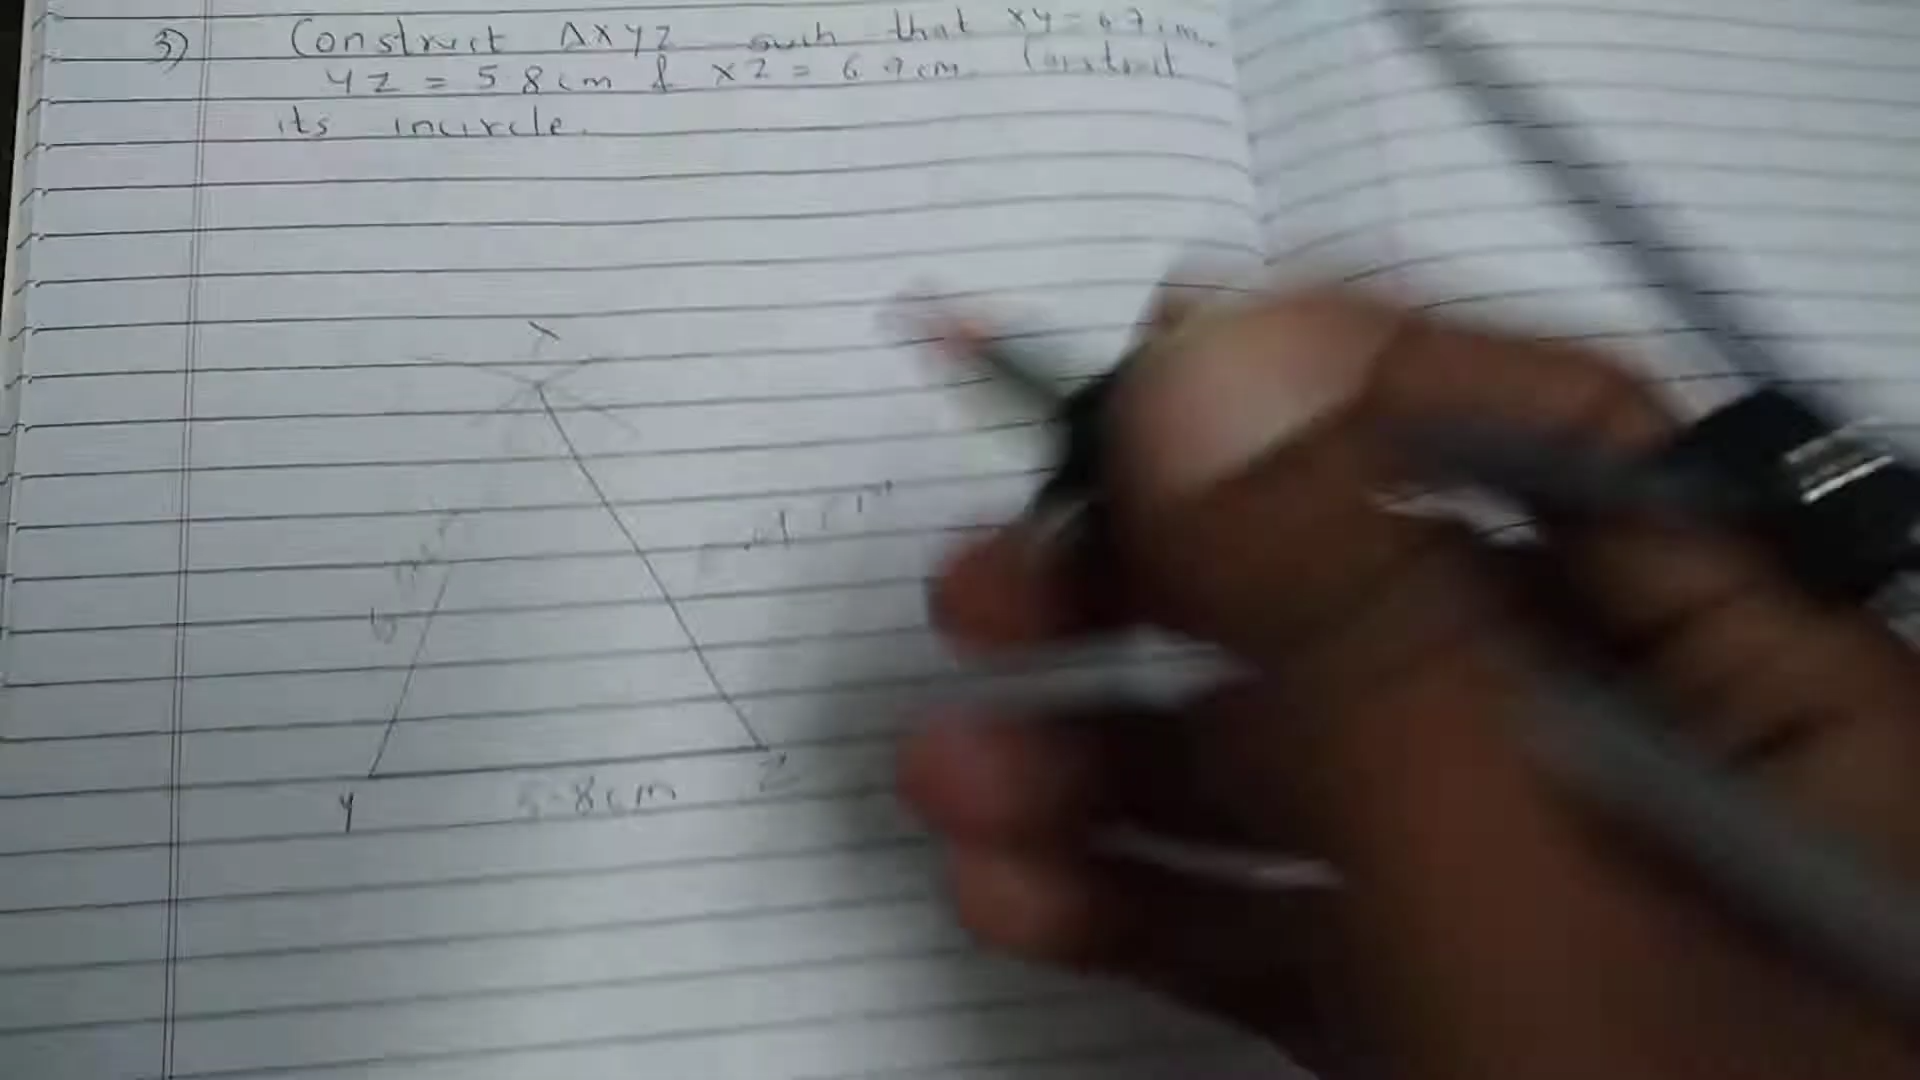 3) Construct ΔXYZ such that XY = 6.7 cm,
YZ = 5.8 cm & XZ = 6.9 cm. Construct
its incircle.
X
Y
5.8 cm
Z